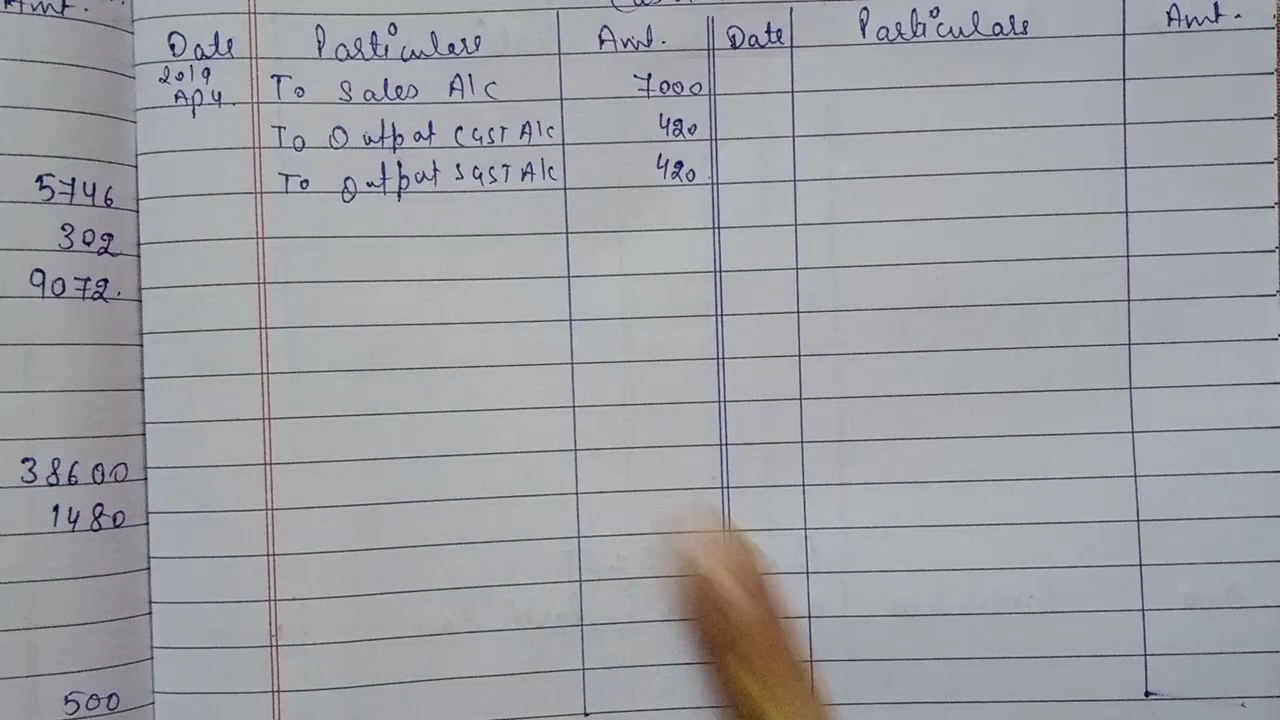 Amt.
5746
302
9072.
38600
1480
500
Date Particulars Amt. Date Particulars Amt.
2019
Ap 4. To Sales A/c 7000
To Output CGST A/c 420
To Output SGST A/c 420